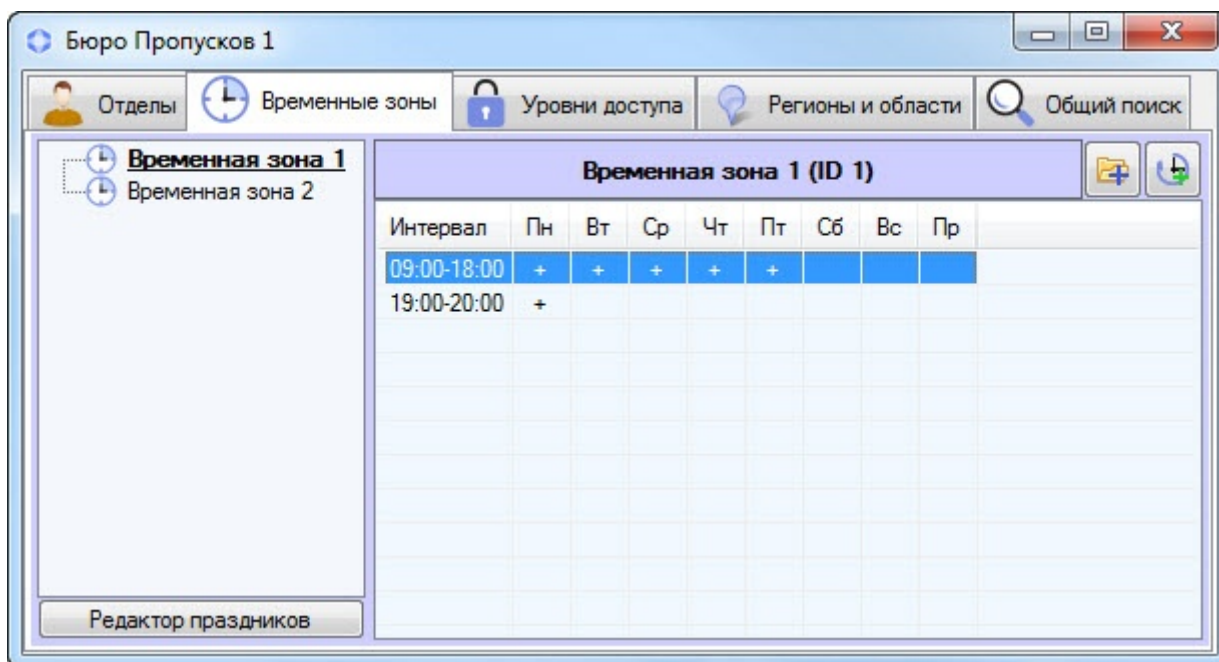 Бюро Пропусков 1
Отделы Временные зоны Уровни доступа Регионы и области Общий поиск
Временная зона 1
Временная зона 2
Временная зона 1 (ID 1)
Интервал Пн Вт Ср Чт Пт Сб Вс Пр
09:00-18:00 + + + + +
19:00-20:00 +
Редактор праздников